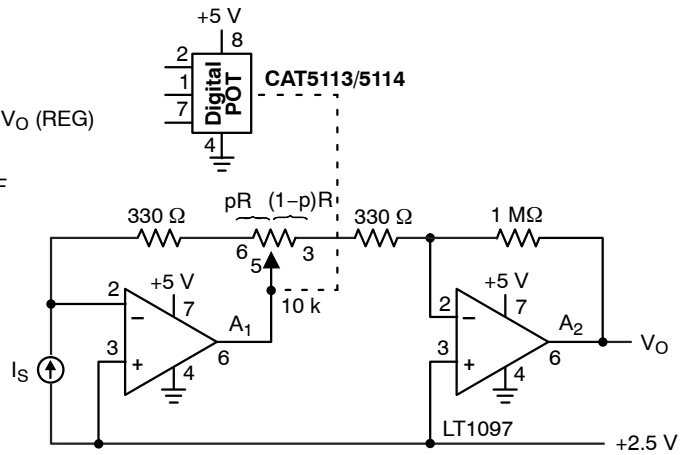 +5 V
8
2
1
7
4
Digital
POT
CAT5113/5114
VO (REG)
F
330 Ω
pR
(1−p)R
6
5
3
10 k
330 Ω
1 MΩ
2
3
+5 V
7
−
+
4
A1
6
IS
2
3
+5 V
7
−
+
4
A2
6
VO
LT1097
+2.5 V